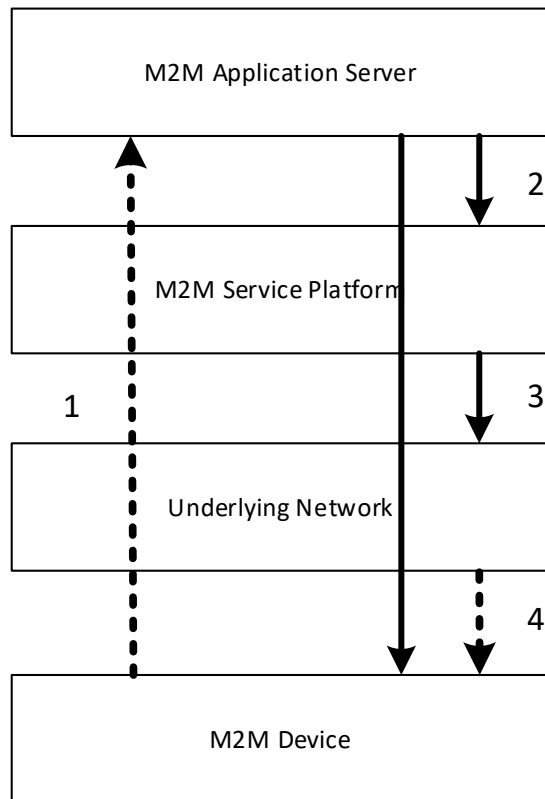 M2M Application Server
2
M2M Service Platform
1
3
Underlying Network
4
M2M Device